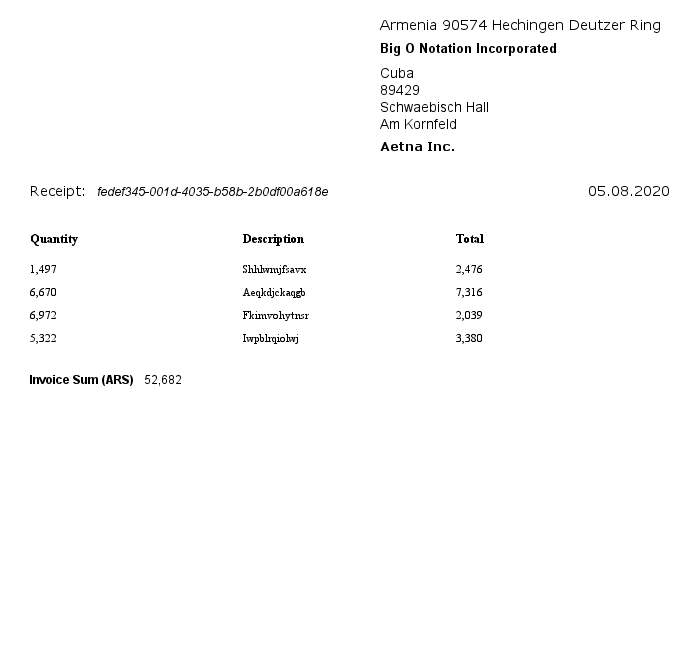 Armenia 90574 Hechingen Deutzer Ring
Big O Notation Incorporated
Cuba
89429
Schwaebisch Hall
Am Kornfeld
Aetna Inc.
Receipt: fedef345-001d-4035-b58b-2b0df00a618e 05.08.2020
Quantity Description Total
1,497 Shhlwmjfsavx 2,476
6,670 Aeqkdjckaqgb 7,316
6,972 Fkimvohytnsr 2,039
5,322 Iwpblrqiolwj 3,380
Invoice Sum (ARS) 52,682